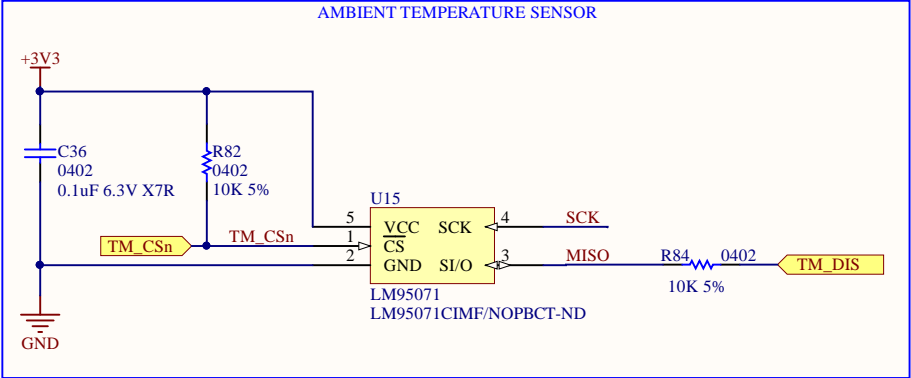 AMBIENT TEMPERATURE SENSOR
+3V3
C36
0402
0.1uF 6.3V X7R
R82
0402
10K 5%
U15
5 VCC SCK 4 SCK
TM_CSn TM_CSn 1 CS
2 GND SI/O 3 MISO R84 0402 TM_DIS
10K 5%
LM95071
LM95071CIMF/NOPBCT-ND
GND